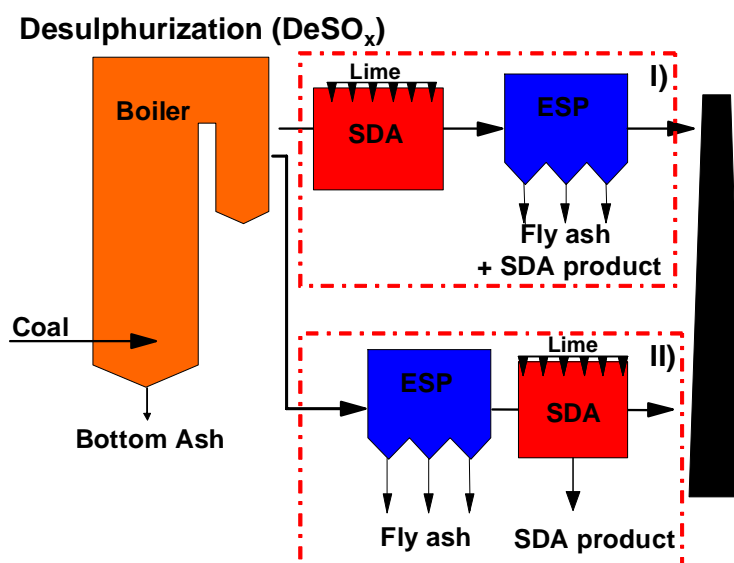 Desulphurization (DeSOx)
Boiler
Lime
SDA
ESP
I)
Fly ash
+ SDA product
Coal
Bottom Ash
ESP
Lime
SDA
II)
Fly ash
SDA product